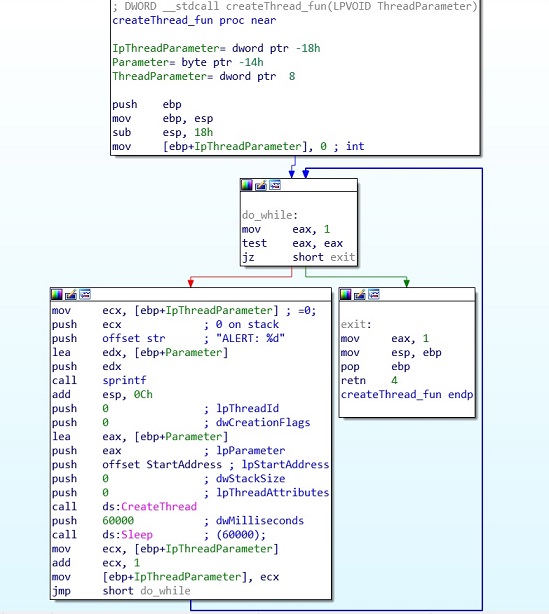 ; DWORD __stdcall createThread_fun(LPVOID ThreadParameter)
createThread_fun proc near
IpThreadParameter= dword ptr -18h
Parameter= byte ptr -14h
ThreadParameter= dword ptr  8
push    ebp
mov     ebp, esp
sub     esp, 18h
mov     [ebp+IpThreadParameter], 0 ; int
do_while:
mov     eax, 1
test    eax, eax
jz      short exit
mov     ecx, [ebp+IpThreadParameter] ; =0;
push    ecx             ; 0 on stack
push    offset str      ; "ALERT: %d"
lea     edx, [ebp+Parameter]
push    edx
call    sprintf
add     esp, 0Ch
push    0               ; lpThreadId
push    0               ; dwCreationFlags
lea     eax, [ebp+Parameter]
push    eax             ; lpParameter
push    offset StartAddress ; lpStartAddress
push    0               ; dwStackSize
push    0               ; lpThreadAttributes
call    ds:CreateThread
push    60000           ; dwMilliseconds
call    ds:Sleep        ; (60000);
mov     ecx, [ebp+IpThreadParameter]
add     ecx, 1
mov     [ebp+IpThreadParameter], ecx
jmp     short do_while
exit:
mov     eax, 1
mov     esp, ebp
pop     ebp
retn    4
createThread_fun endp